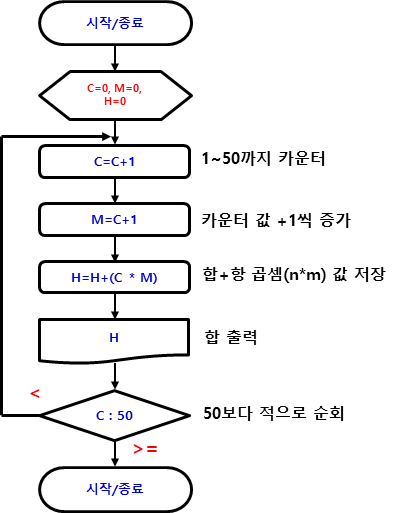 시작/종료
C=0, M=0,
H=0
C=C+1
1~50까지 카운터
M=C+1
카운터 값 +1씩 증가
H=H+(C * M)
합+항 곱셈(n*m) 값 저장
H
합 출력
<
C : 50
50보다 적으로 순회
>=
시작/종료